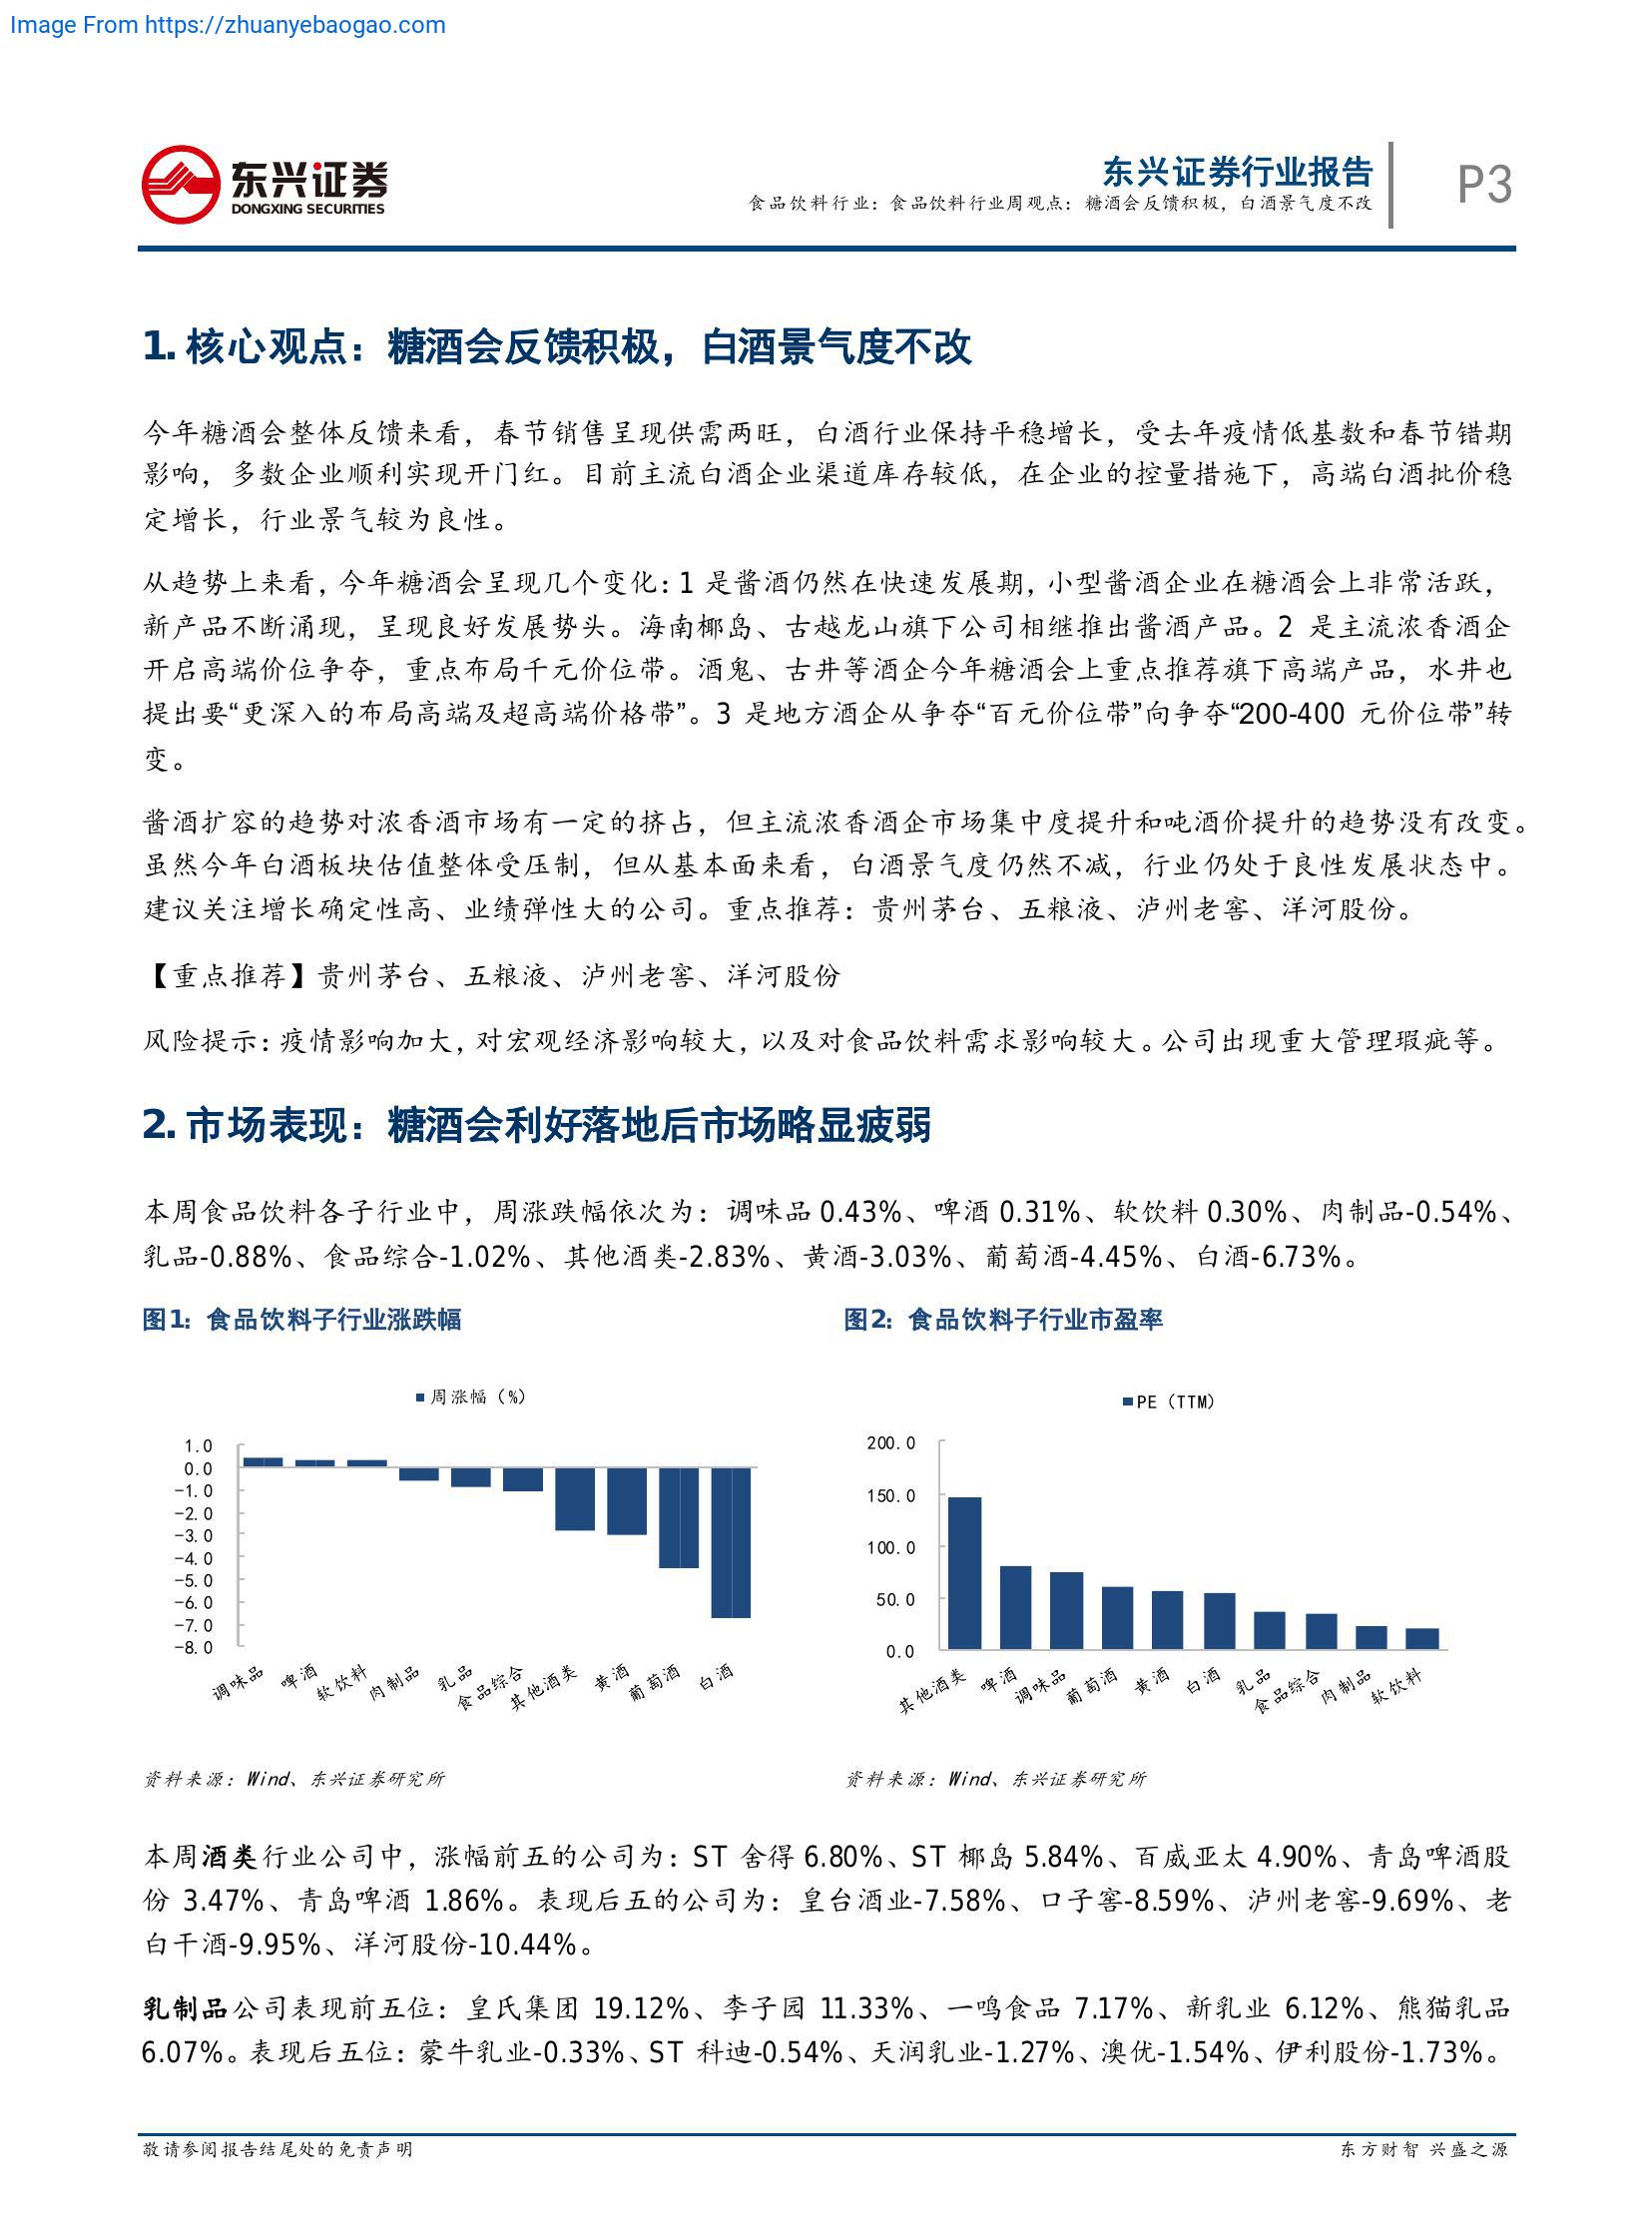 Image From https://zhuanyebaogao.com
东兴证券
DONGXING SECURITIES
东兴证券行业报告
食品饮料行业：食品饮料行业周观点：糖酒会反馈积极，白酒景气度不改
P3
1. 核心观点：糖酒会反馈积极，白酒景气度不改
今年糖酒会整体反馈来看，春节销售呈现供需两旺，白酒行业保持平稳增长，受去年疫情低基数和春节错期
影响，多数企业顺利实现开门红。目前主流白酒企业渠道库存较低，在企业的控量措施下，高端白酒批价稳
定增长，行业景气较为良性。
从趋势上来看，今年糖酒会呈现几个变化：1 是酱酒仍然在快速发展期，小型酱酒企业在糖酒会上非常活跃，
新产品不断涌现，呈现良好发展势头。海南椰岛、古越龙山旗下公司相继推出酱酒产品。2 是主流浓香酒企
开启高端价位争夺，重点布局千元价位带。酒鬼、古井等酒企今年糖酒会上重点推荐旗下高端产品，水井也
提出要“更深入的布局高端及超高端价格带”。3 是地方酒企从争夺“百元价位带”向争夺“200-400 元价位带”转
变。
酱酒扩容的趋势对浓香酒市场有一定的挤占，但主流浓香酒企市场集中度提升和吨酒价提升的趋势没有改变。
虽然今年白酒板块估值整体受压制，但从基本面来看，白酒景气度仍然不减，行业仍处于良性发展状态中。
建议关注增长确定性高、业绩弹性大的公司。重点推荐：贵州茅台、五粮液、泸州老窖、洋河股份。
【重点推荐】贵州茅台、五粮液、泸州老窖、洋河股份
风险提示：疫情影响加大，对宏观经济影响较大，以及对食品饮料需求影响较大。公司出现重大管理瑕疵等。
2. 市场表现：糖酒会利好落地后市场略显疲弱
本周食品饮料各子行业中，周涨跌幅依次为：调味品 0.43%、啤酒 0.31%、软饮料 0.30%、肉制品-0.54%、
乳品-0.88%、食品综合-1.02%、其他酒类-2.83%、黄酒-3.03%、葡萄酒-4.45%、白酒-6.73%。
图1：食品饮料子行业涨跌幅
周涨幅（%）
1.0
0.0
-1.0
-2.0
-3.0
-4.0
-5.0
-6.0
-7.0
-8.0
调味品 啤酒 软饮料 肉制品 乳品 食品综合 其他酒类 黄酒 葡萄酒 白酒
资料来源：Wind、东兴证券研究所
图2：食品饮料子行业市盈率
PE（TTM）
200.0
150.0
100.0
50.0
0.0
其他酒类 啤酒 调味品 葡萄酒 黄酒 白酒 乳品 食品综合 肉制品 软饮料
资料来源：Wind、东兴证券研究所
本周酒类行业公司中，涨幅前五的公司为：ST 舍得 6.80%、ST 椰岛 5.84%、百威亚太 4.90%、青岛啤酒股
份 3.47%、青岛啤酒 1.86%。表现后五的公司为：皇台酒业-7.58%、口子窖-8.59%、泸州老窖-9.69%、老
白干酒-9.95%、洋河股份-10.44%。
乳制品公司表现前五位：皇氏集团 19.12%、李子园 11.33%、一鸣食品 7.17%、新乳业 6.12%、熊猫乳品
6.07%。表现后五位：蒙牛乳业-0.33%、ST 科迪-0.54%、天润乳业-1.27%、澳优-1.54%、伊利股份-1.73%。
敬请参阅报告结尾处的免责声明
东方财智 兴盛之源